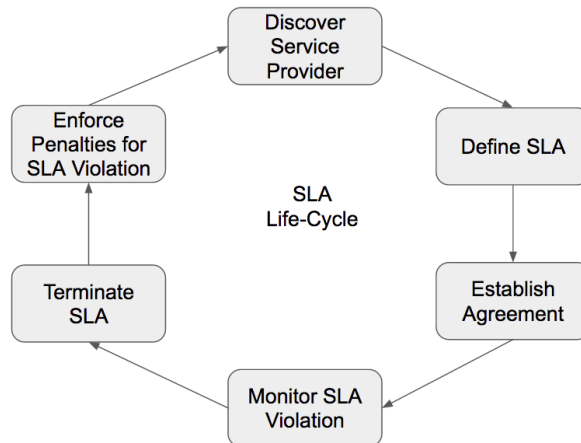 Discover
Service
Provider
Define SLA
Establish
Agreement
Monitor SLA
Violation
Terminate
SLA
Enforce
Penalties for
SLA Violation
SLA
Life-Cycle